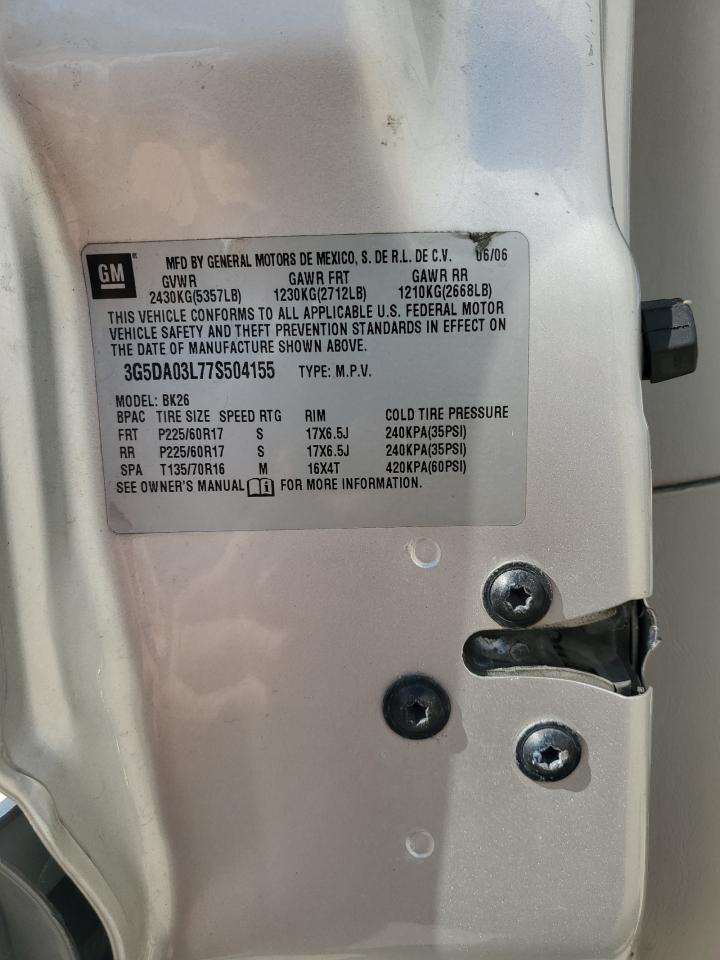 GM ® MFD BY GENERAL MOTORS DE MEXICO, S. DE R.L. DE C.V. 06/06
GVWR GAWR FRT GAWR RR
2430KG(5357LB) 1230KG(2712LB) 1210KG(2668LB)
THIS VEHICLE CONFORMS TO ALL APPLICABLE U.S. FEDERAL MOTOR
VEHICLE SAFETY AND THEFT PREVENTION STANDARDS IN EFFECT ON
THE DATE OF MANUFACTURE SHOWN ABOVE.
3G5DA03L77S504155 TYPE: M.P.V.
MODEL: BK26
BPAC TIRE SIZE SPEED RTG RIM COLD TIRE PRESSURE
FRT P225/60R17 S 17X6.5J 240KPA(35PSI)
RR P225/60R17 S 17X6.5J 240KPA(35PSI)
SPA T135/70R16 M 16X4T 420KPA(60PSI)
SEE OWNER'S MANUAL FOR MORE INFORMATION.